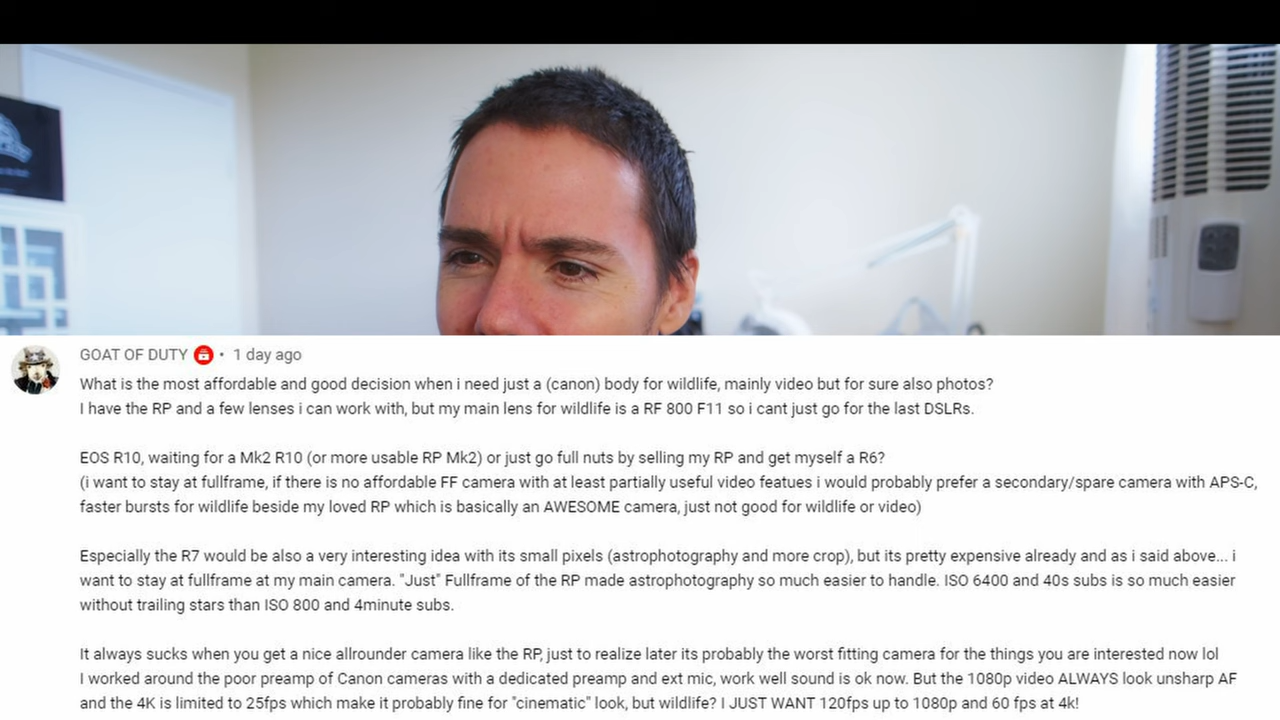 GOAT OF DUTY • 1 day ago
What is the most affordable and good decision when i need just a (canon) body for wildlife, mainly video but for sure also photos?
I have the RP and a few lenses i can work with, but my main lens for wildlife is a RF 800 F11 so i cant just go for the last DSLRs.
EOS R10, waiting for a Mk2 R10 (or more usable RP Mk2) or just go full nuts by selling my RP and get myself a R6?
(i want to stay at fullframe, if there is no affordable FF camera with at least partially useful video featues i would probably prefer a secondary/spare camera with APS-C,
faster bursts for wildlife beside my loved RP which is basically an AWESOME camera, just not good for wildlife or video)
Especially the R7 would be also a very interesting idea with its small pixels (astrophotography and more crop), but its pretty expensive already and as i said above... i
want to stay at fullframe at my main camera. "Just" Fullframe of the RP made astrophotography so much easier to handle. ISO 6400 and 40s subs is so much easier
without trailing stars than ISO 800 and 4minute subs.
It always sucks when you get a nice allrounder camera like the RP, just to realize later its probably the worst fitting camera for the things you are interested now lol
I worked around the poor preamp of Canon cameras with a dedicated preamp and ext mic, work well sound is ok now. But the 1080p video ALWAYS look unsharp AF
and the 4K is limited to 25fps which make it probably fine for "cinematic" look, but wildlife? I JUST WANT 120fps up to 1080p and 60 fps at 4k!